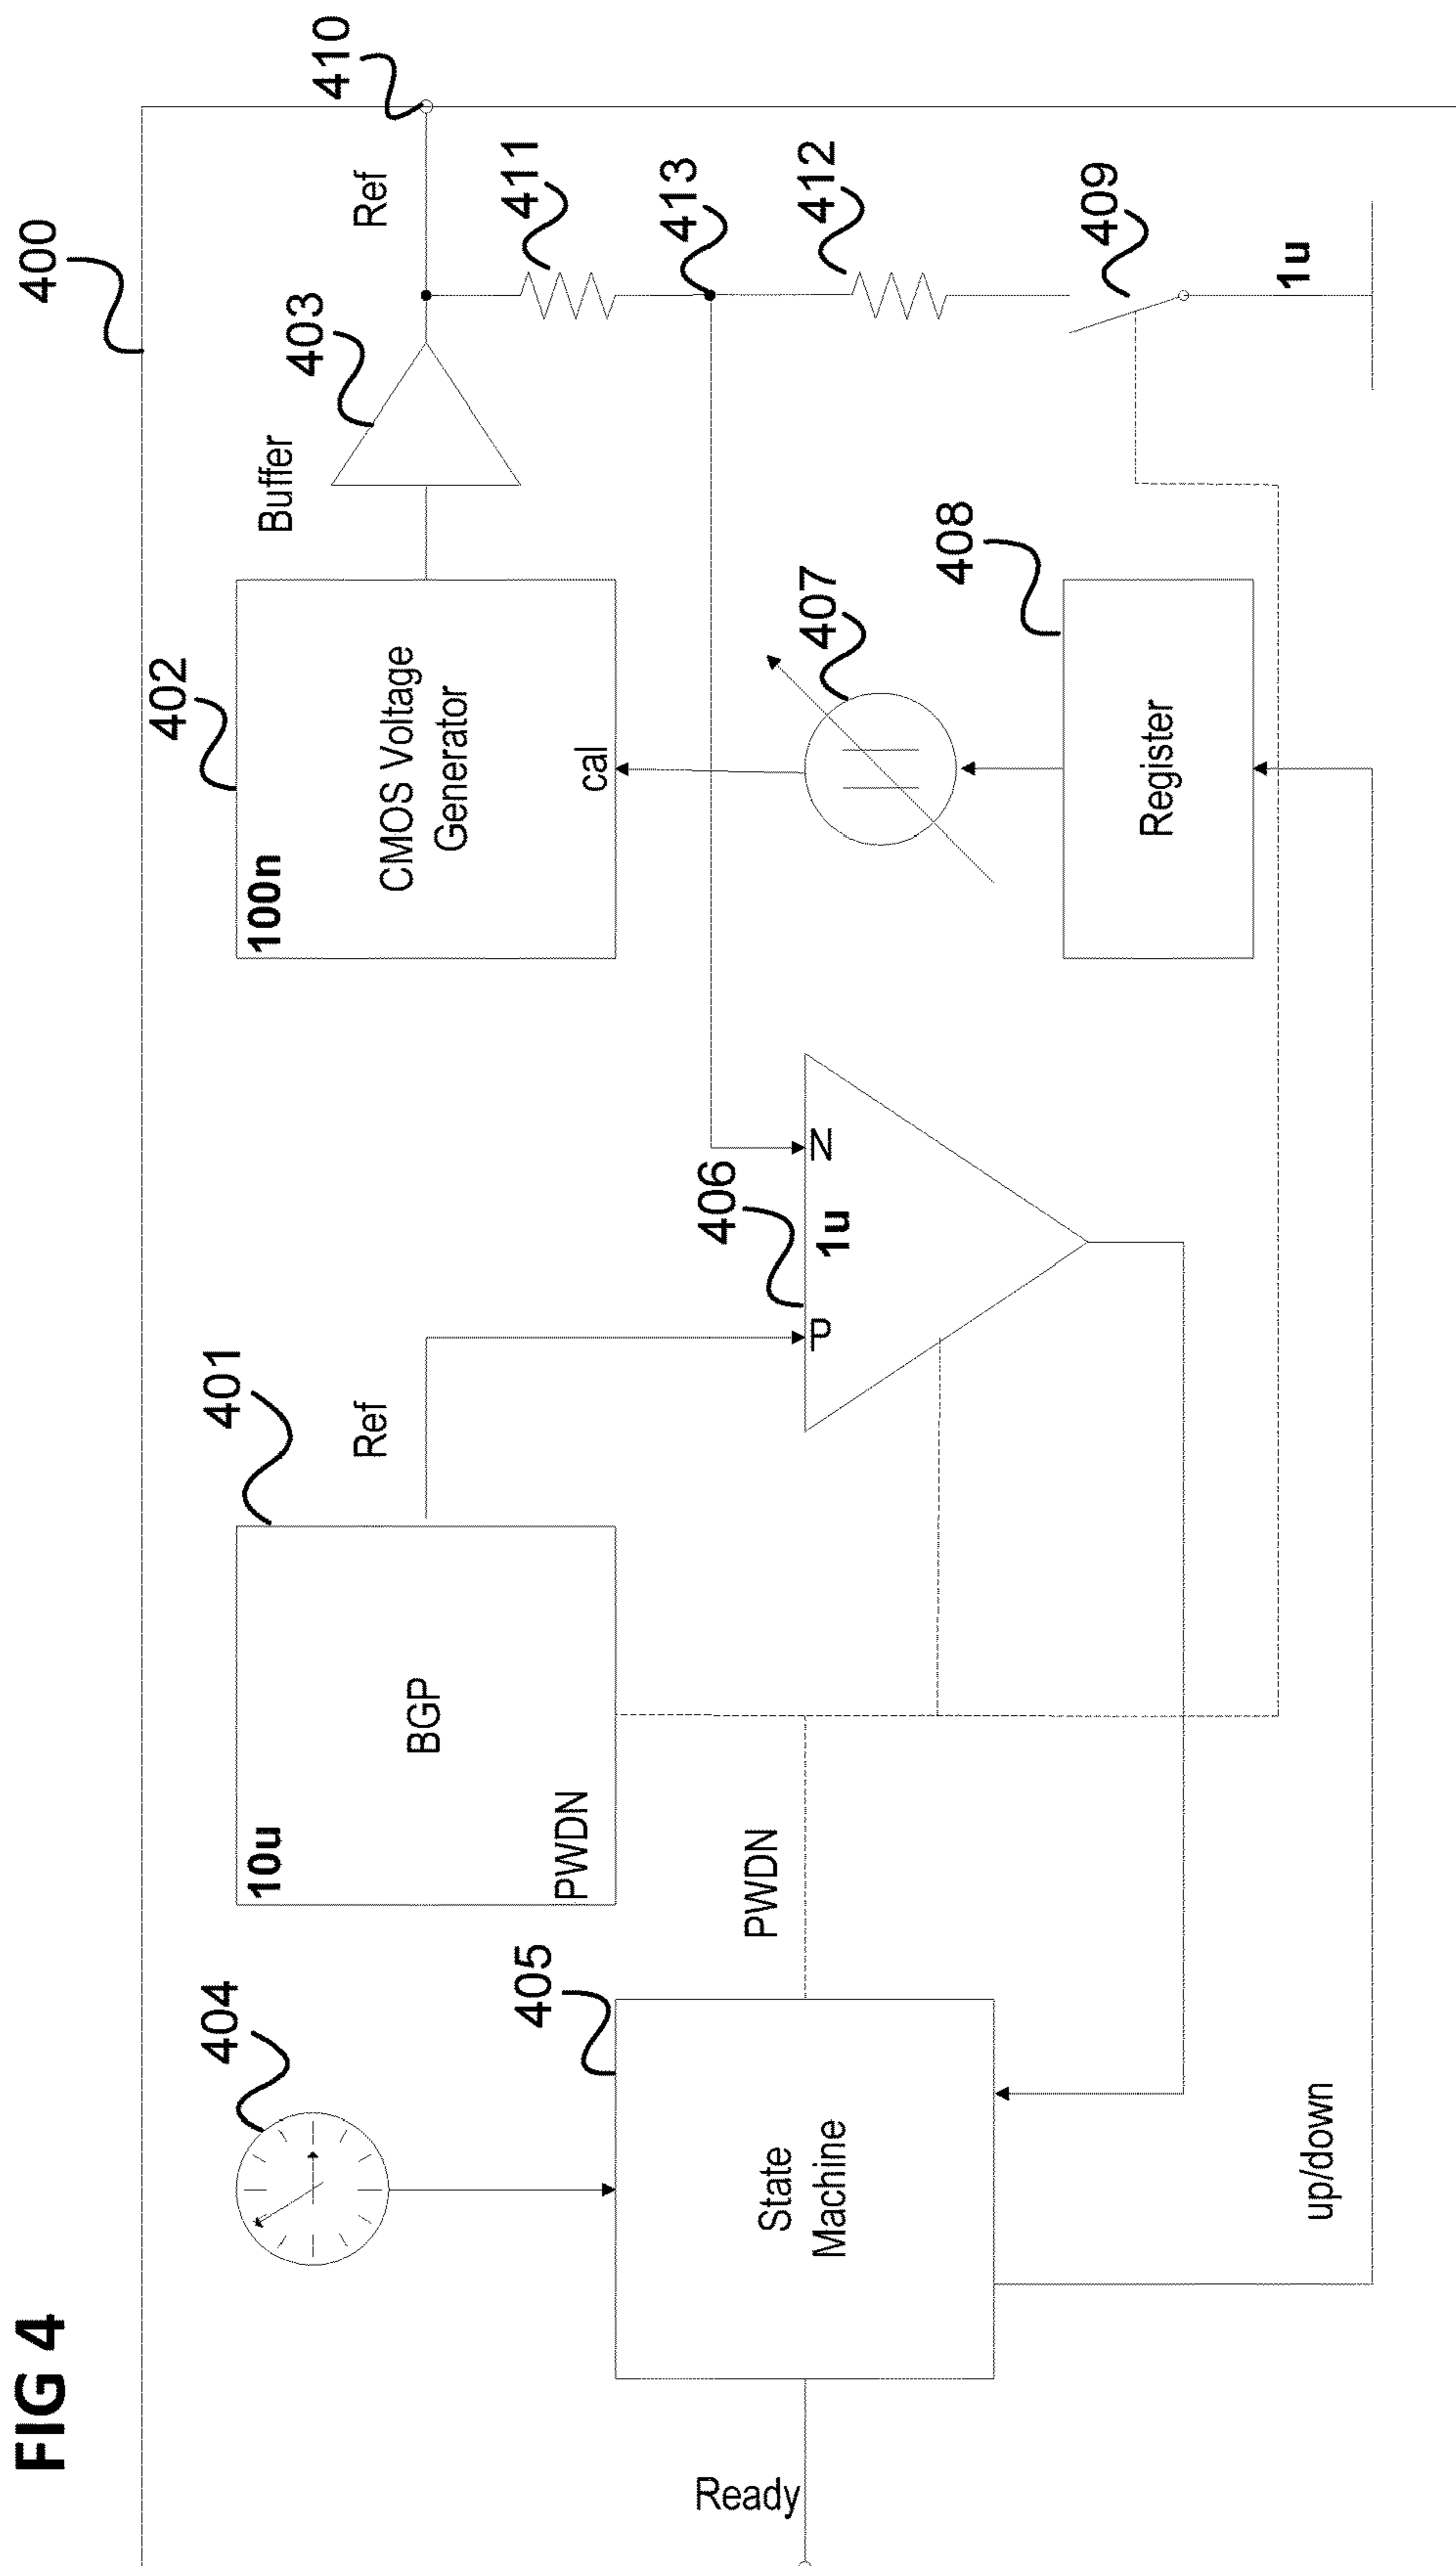 FIG 4
400
404
401
402
403
410
10u
BGP
PWDN
Ref
100n
CMOS Voltage
Generator
cal
Buffer
Ref
411
413
412
409
1u
405
State
Machine
Ready
PWDN
406
P
1u
N
407
408
Register
up/down